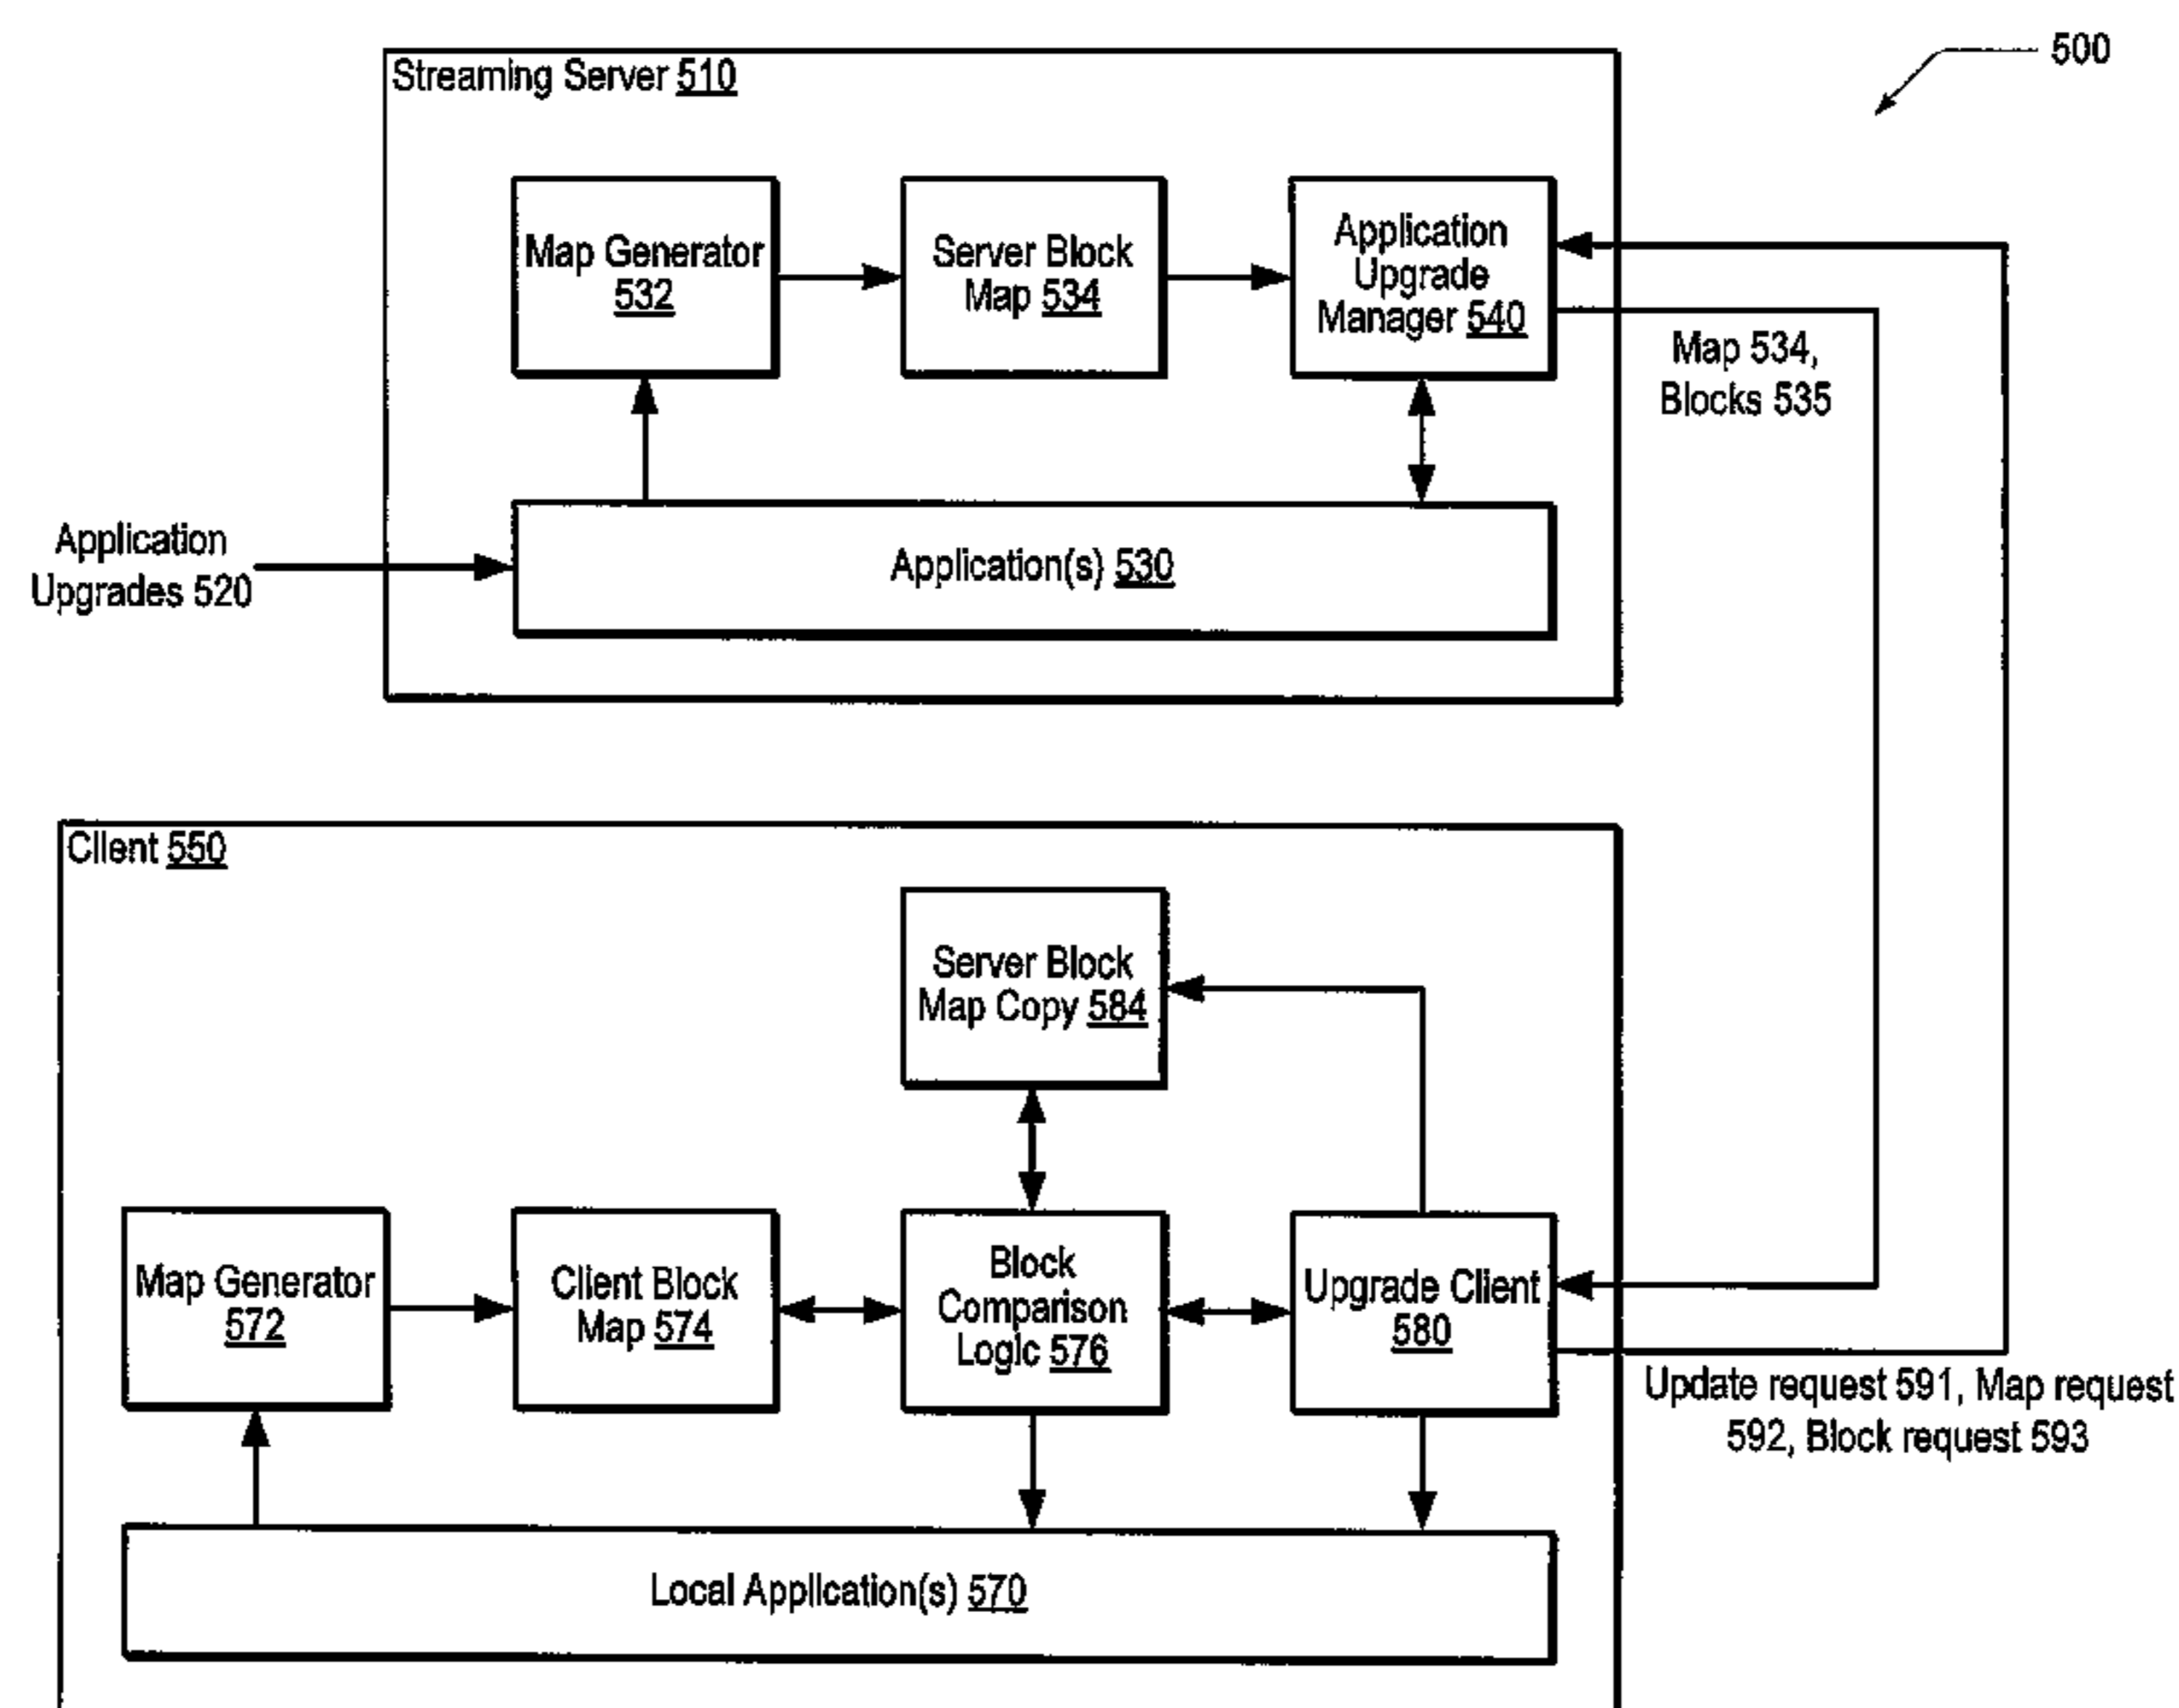 500
Streaming Server 510
Map Generator
532
Server Block
Map 534
Application
Upgrade
Manager 540
Map 534,
Blocks 535
Application
Upgrades 520
Application(s) 530
Client 550
Server Block
Map Copy 584
Map Generator
572
Client Block
Map 574
Block
Comparison
Logic 576
Upgrade Client
580
Update request 591, Map request
592, Block request 593
Local Application(s) 570